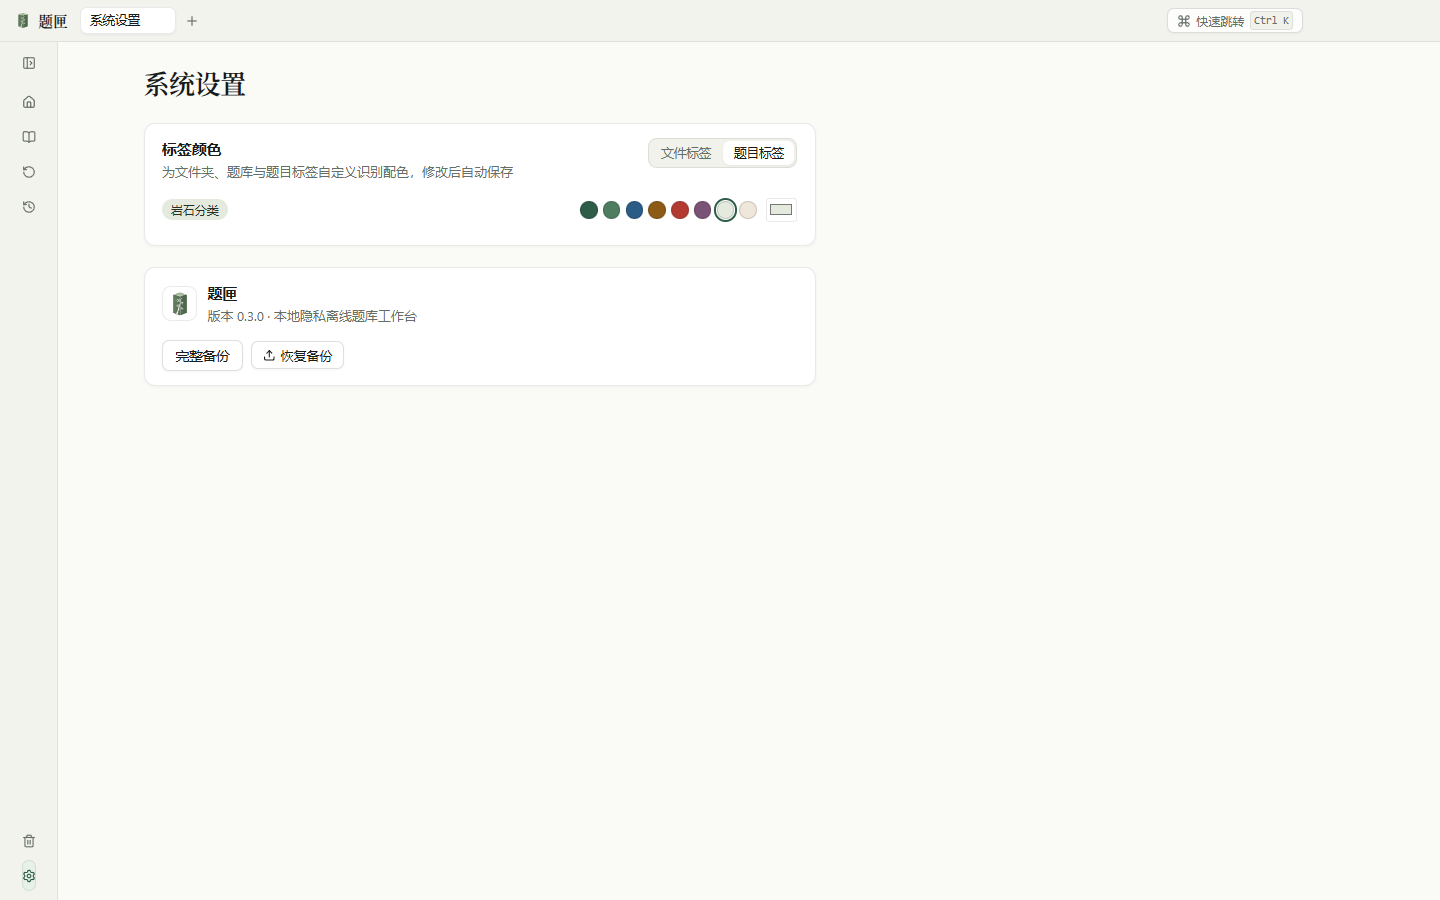 题匣
系统设置
快速跳转 Ctrl K
系统设置
标签颜色
文件标签 题目标签
为文件夹、题库与题目标签自定义识别配色，修改后自动保存
岩石分类
题匣
版本 0.3.0 · 本地隐私离线题库工作台
完整备份 恢复备份